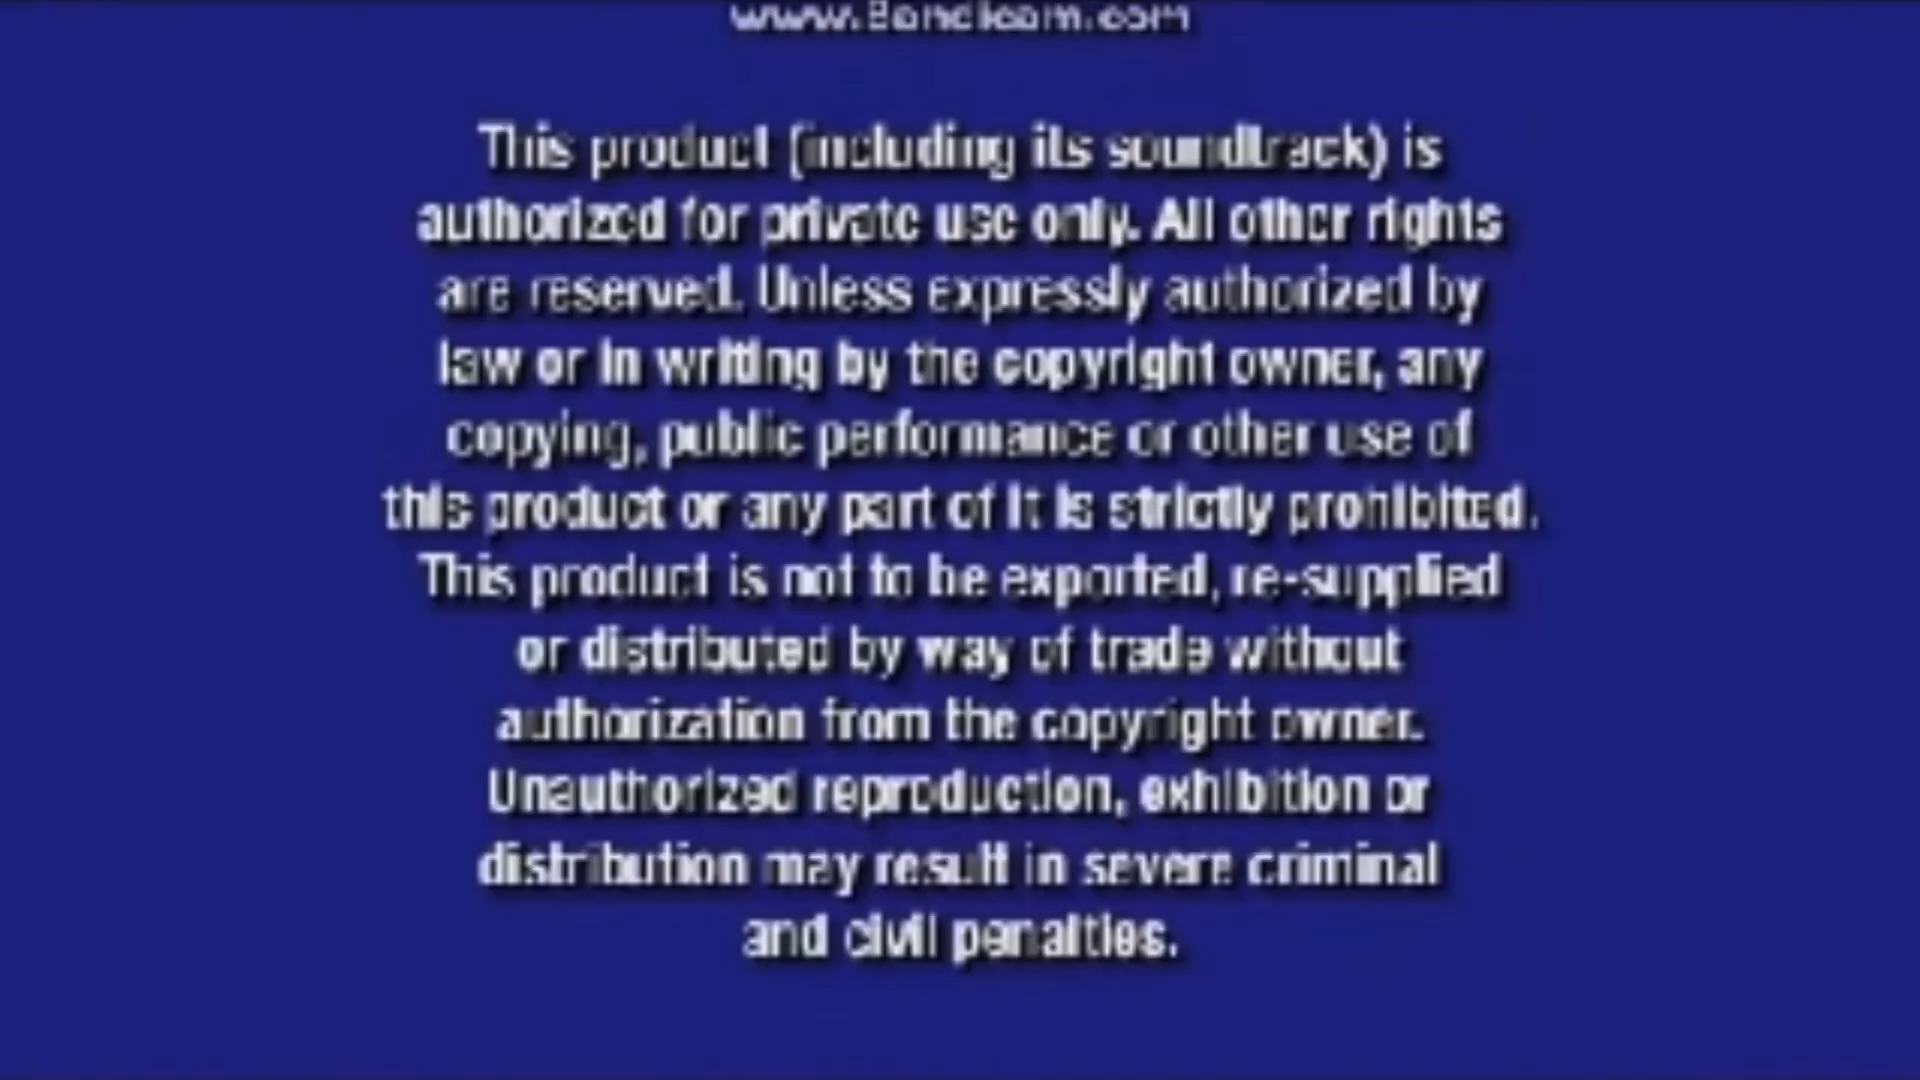 www.Bandicam.com
This product (including its soundtrack) is
authorized for private use only. All other rights
are reserved. Unless expressly authorized by
law or in writing by the copyright owner, any
copying, public performance or other use of
this product or any part of it is strictly prohibited.
This product is not to be exported, re-supplied
or distributed by way of trade without
authorization from the copyright owner.
Unauthorized reproduction, exhibition or
distribution may result in severe criminal
and civil penalties.